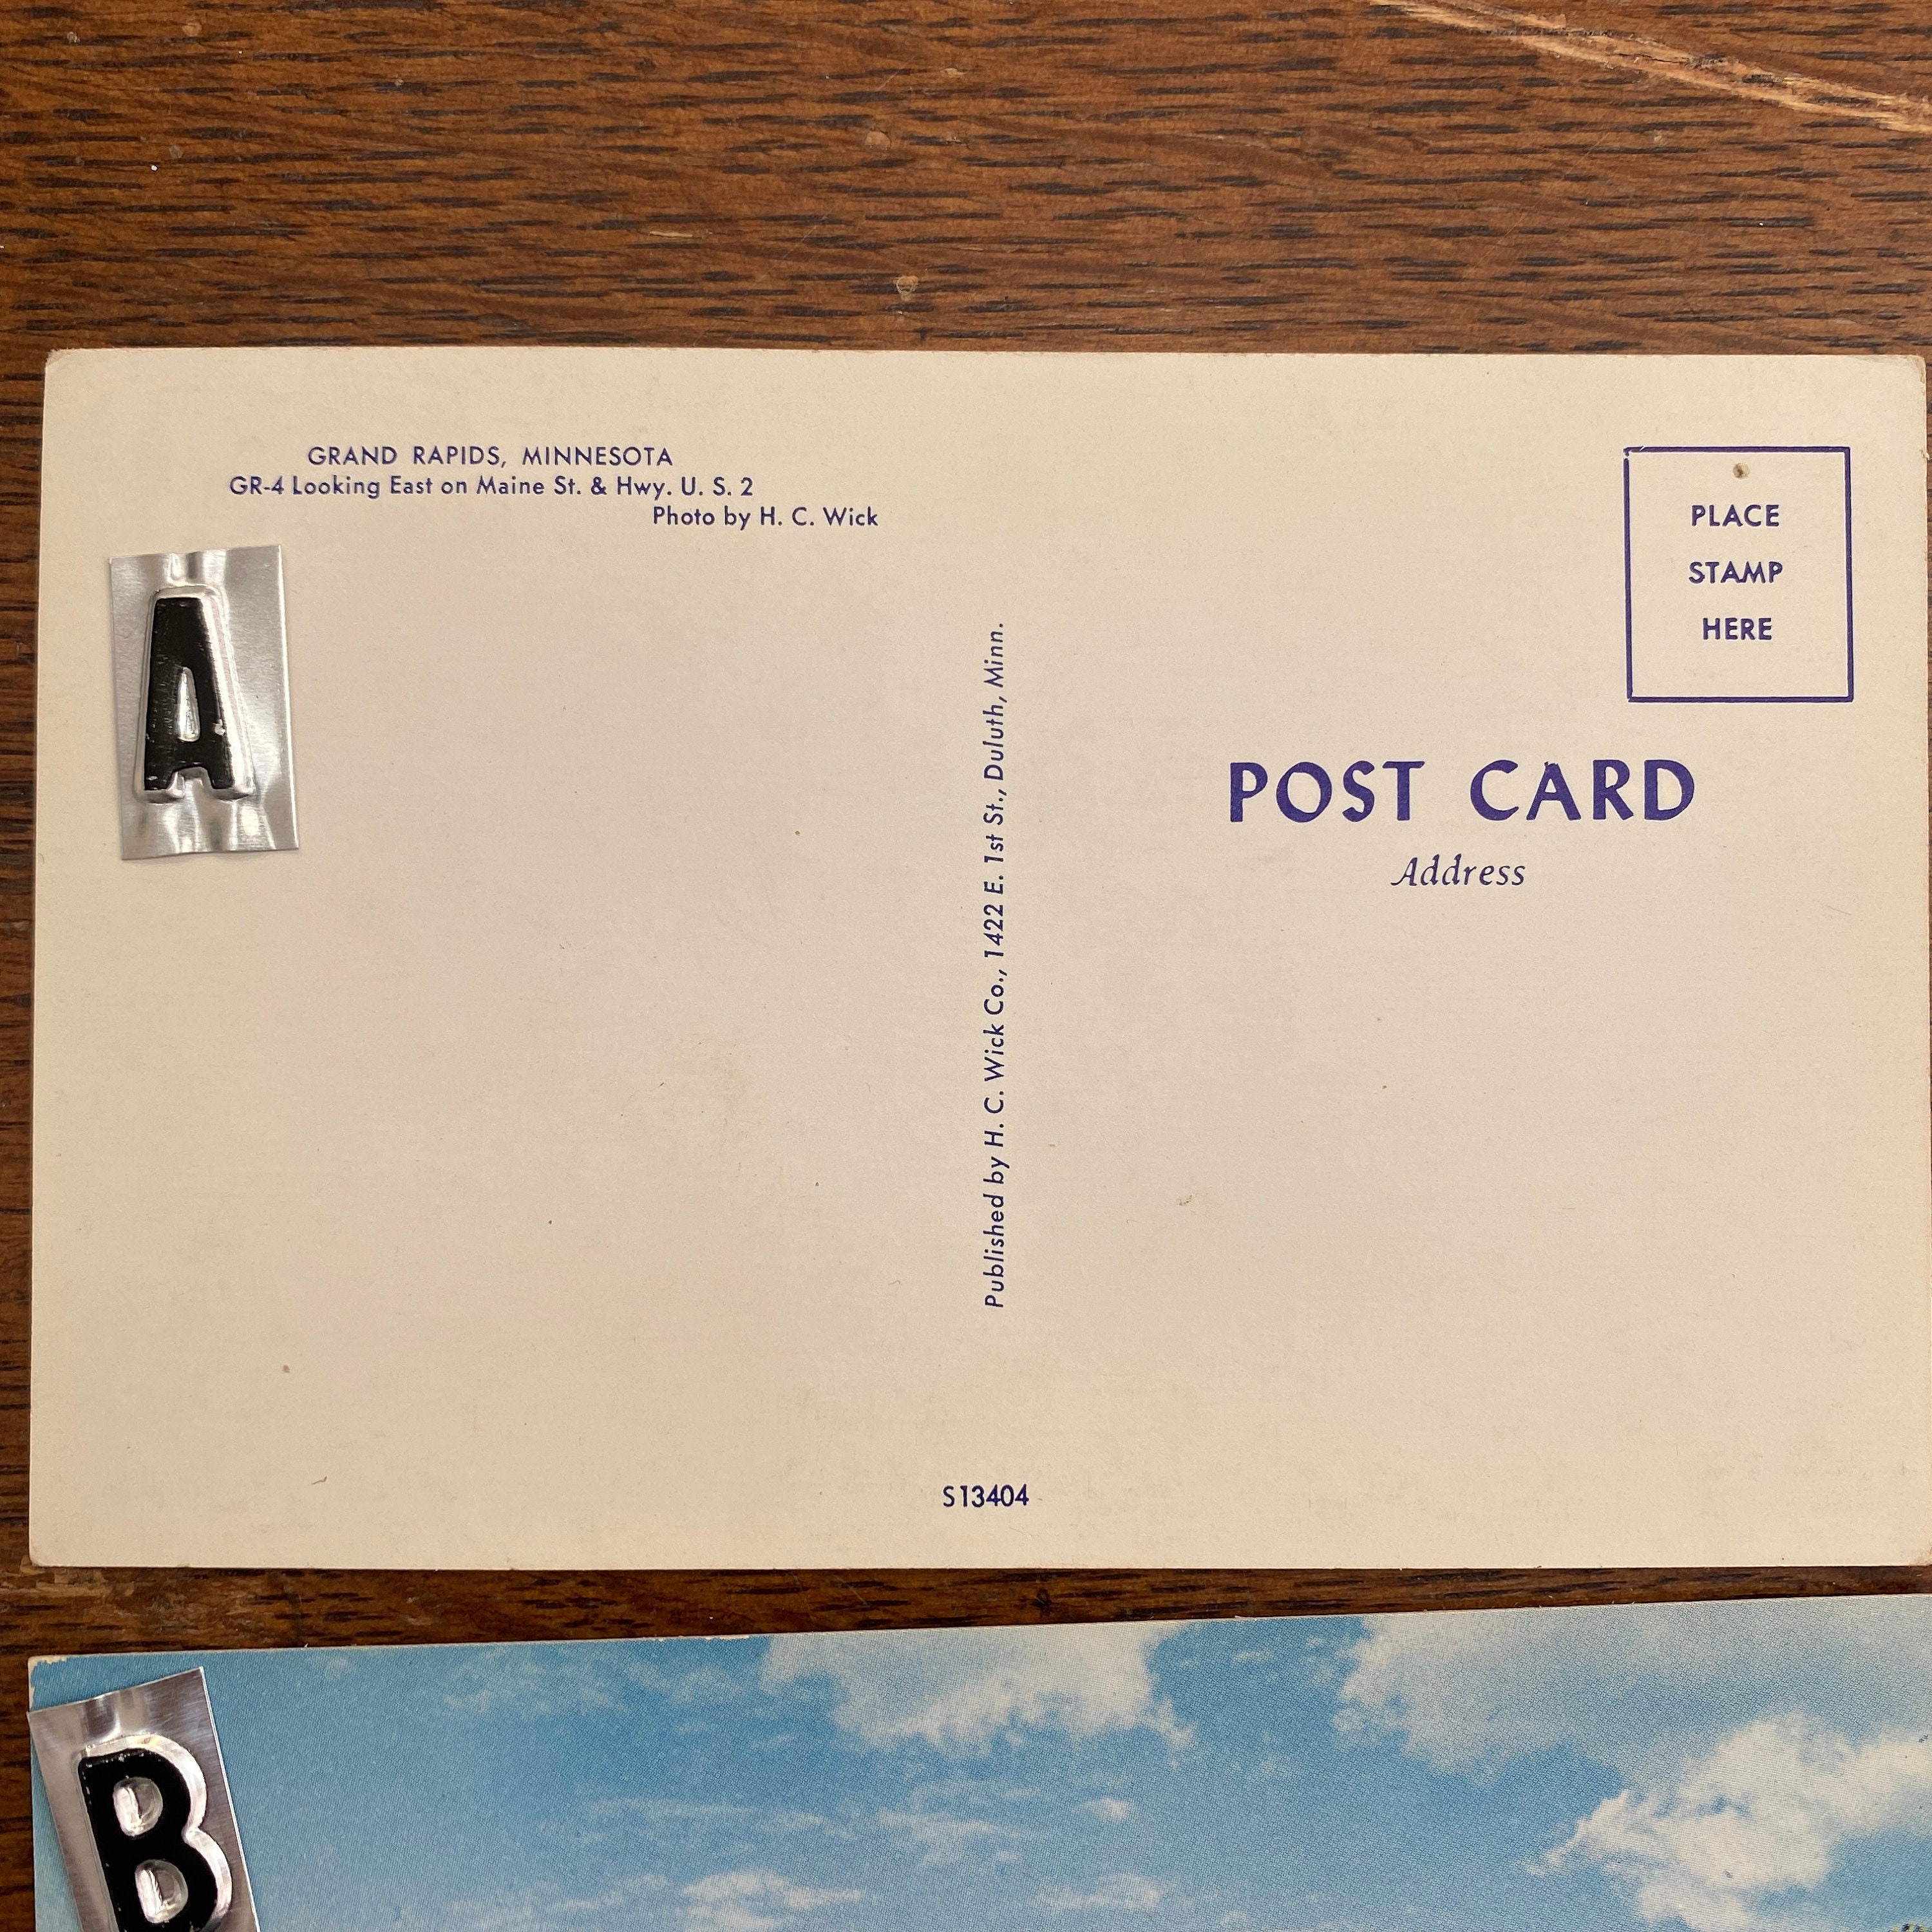 GRAND RAPIDS, MINNESOTA
GR-4 Looking East on Maine St. & Hwy. U. S. 2
Photo by H. C. Wick
A
Published by H. C. Wick Co., 1422 E. 1st St., Duluth, Minn.
PLACE
STAMP
HERE
POST CARD
Address
S13404
B